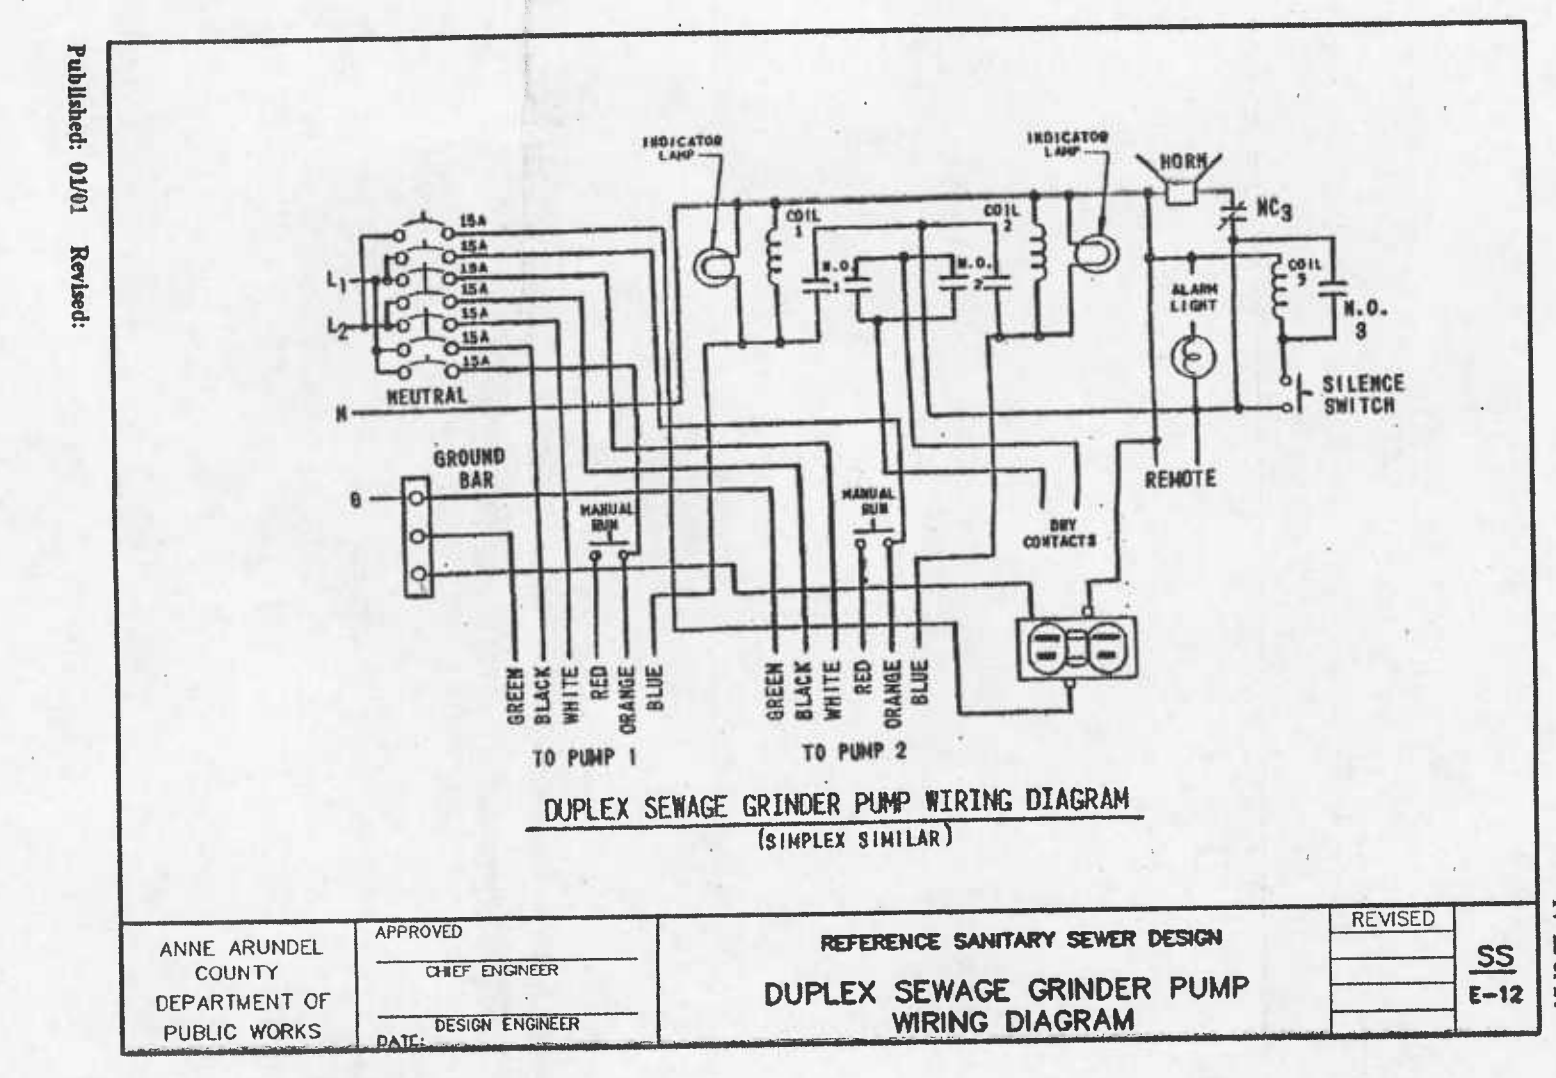 Published: 01/01 Revised:
INDICATOR
LAMP
INDICATOR
LAMP
HORN
NC3
COIL
1
COIL
2
N.O.
1
N.O.
2
COIL
3
N.O.
3
ALARM
LIGHT
SILENCE
SWITCH
15A
15A
15A
15A
15A
15A
15A
L1
L2
NEUTRAL
N
GROUND
BAR
G
MANUAL
RUN
MANUAL
RUN
DRY
CONTACTS
REMOTE
GREEN
BLACK
WHITE
RED
ORANGE
BLUE
GREEN
BLACK
WHITE
RED
ORANGE
BLUE
TO PUMP 1
TO PUMP 2
DUPLEX SEWAGE GRINDER PUMP WIRING DIAGRAM
(SIMPLEX SIMILAR)
ANNE ARUNDEL
COUNTY
DEPARTMENT OF
PUBLIC WORKS
APPROVED
CHIEF ENGINEER
DESIGN ENGINEER
DATE:
REFERENCE SANITARY SEWER DESIGN
DUPLEX SEWAGE GRINDER PUMP
WIRING DIAGRAM
REVISED
SS
E-12